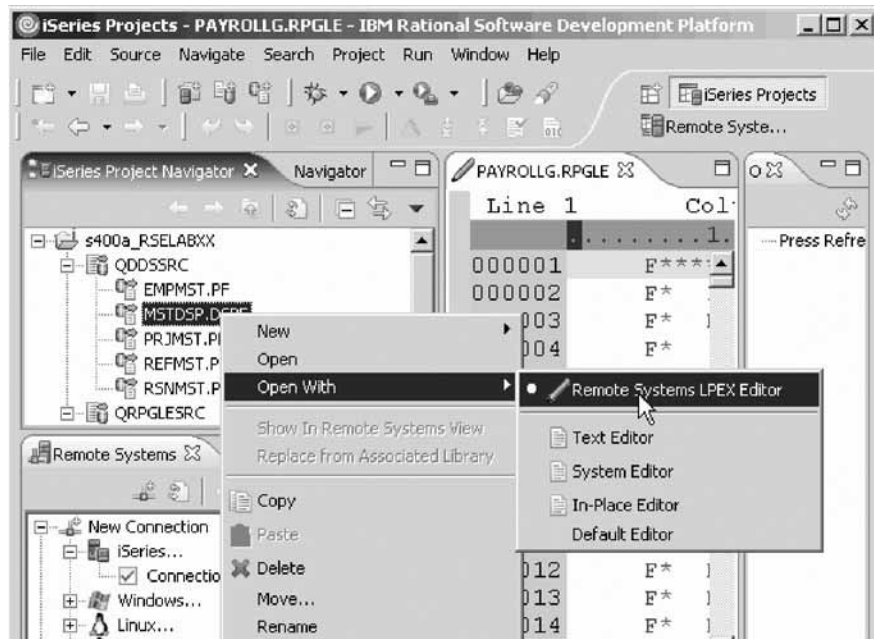 iSeries Projects - PAYROLLG.RPGLE - IBM Rational Software Development Platform
File Edit Source Navigate Search Project Run Window Help
iSeries Projects
Remote Syste...
iSeries Project Navigator
Navigator
s400a_RSELABXX
QDDSSRC
EMPMST.PF
MSTDSP.DSPF
PRJMST.P
REFMST.P
RSNMST.P
QRPGLESRC
PAYROLLG.RPGLE
Line 1 Col
1.
000001 F****
000002 F*
003 F*
004 F*
012 F*
013 F*
014 F*
Press Refre
New
Open
Open With
Show In Remote Systems View
Replace from Associated Library
Copy
Paste
Delete
Move...
Rename
Remote Systems LPEX Editor
Text Editor
System Editor
In-Place Editor
Default Editor
Remote Systems
New Connection
iSeries...
Connectio
Windows...
Linux...